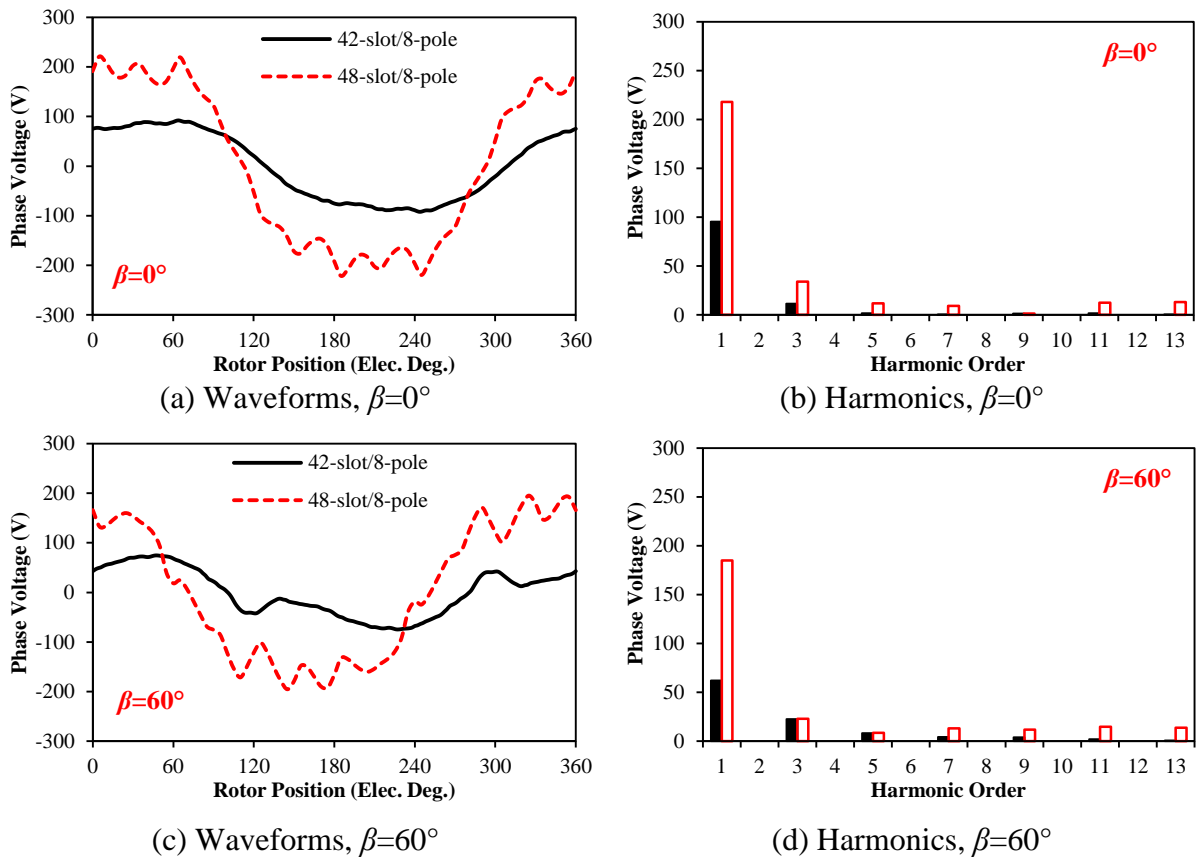 300
200
100
0
-100
-200
-300
Phase Voltage (V)
42-slot/8-pole
48-slot/8-pole
β=0°
0 60 120 180 240 300 360
Rotor Position (Elec. Deg.)
(a) Waveforms, β=0°
300
250
200
150
100
50
0
Phase Voltage (V)
β=0°
1 2 3 4 5 6 7 8 9 10 11 12 13
Harmonic Order
(b) Harmonics, β=0°
300
200
100
0
-100
-200
-300
Phase Voltage (V)
42-slot/8-pole
48-slot/8-pole
β=60°
0 60 120 180 240 300 360
Rotor Position (Elec. Deg.)
(c) Waveforms, β=60°
300
250
200
150
100
50
0
Phase Voltage (V)
β=60°
1 2 3 4 5 6 7 8 9 10 11 12 13
Harmonic Order
(d) Harmonics, β=60°